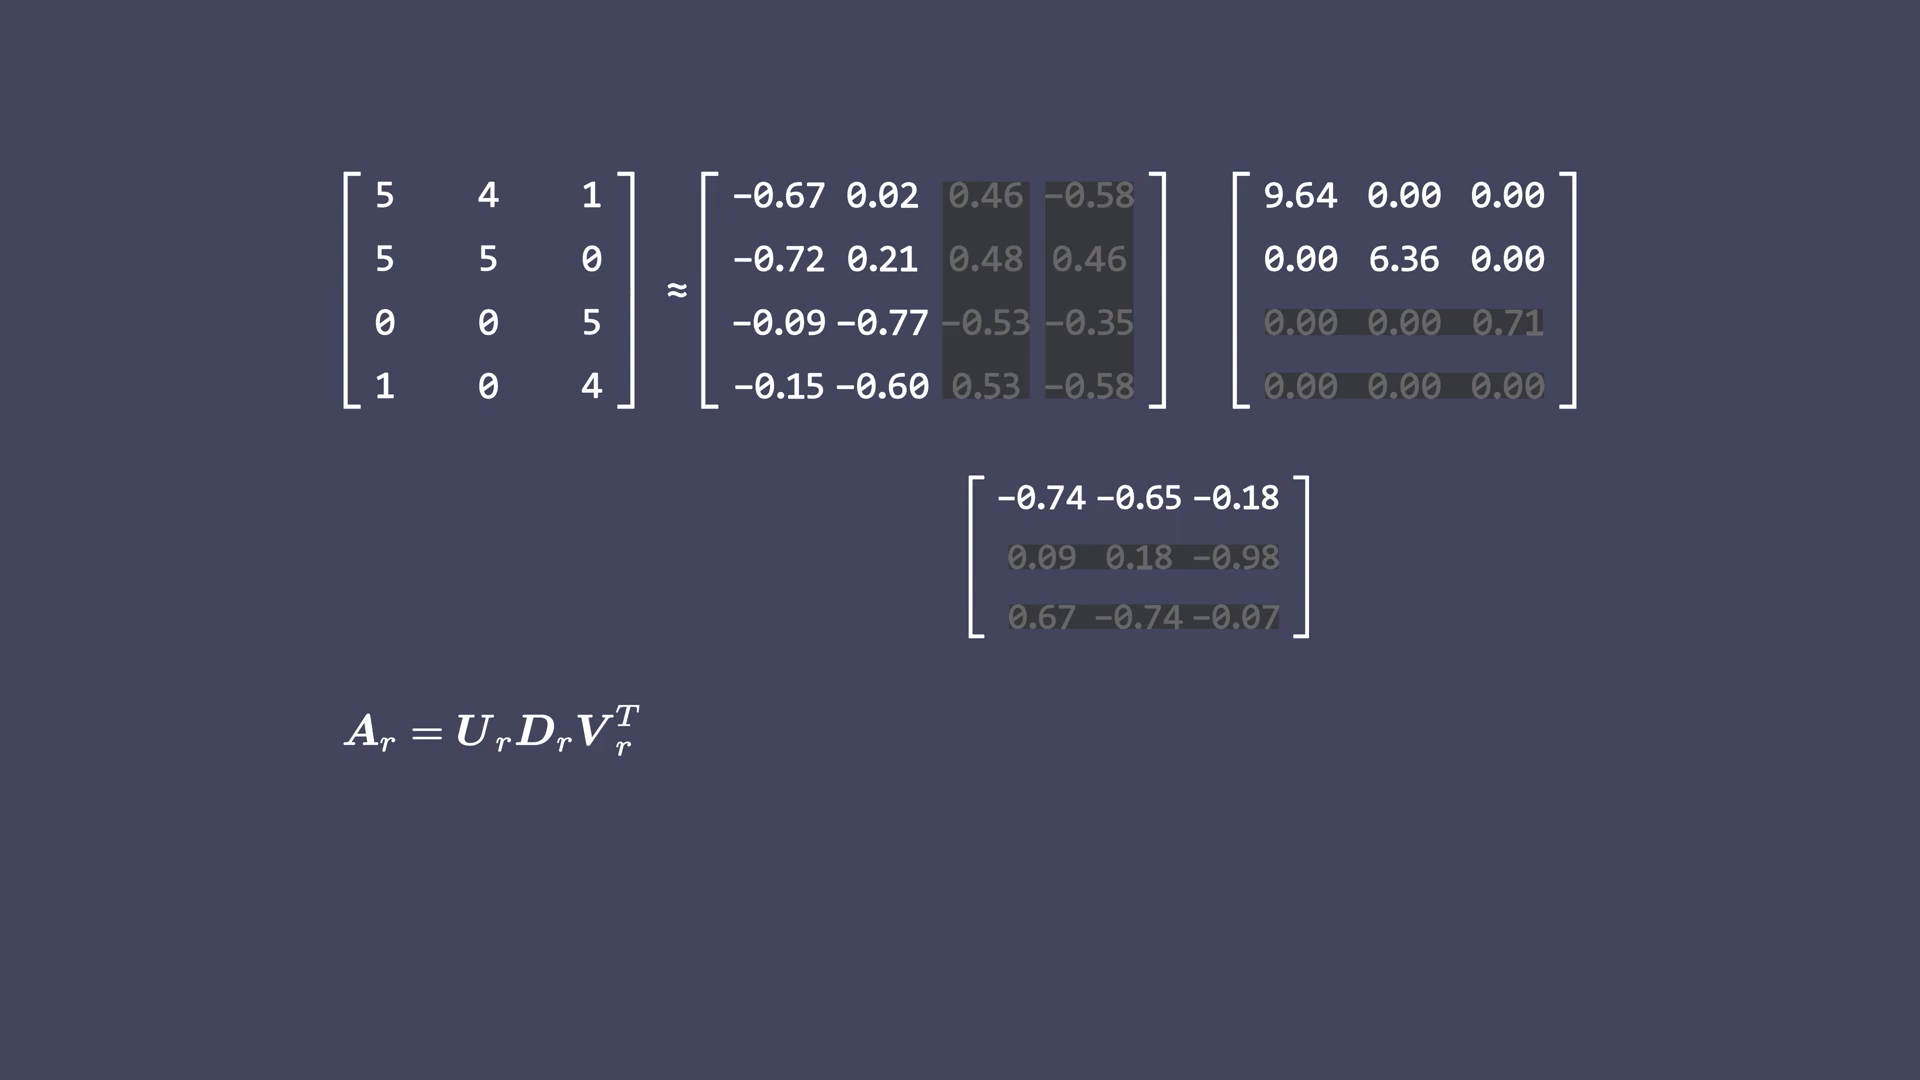 5 4 1 ≈ −0.67 0.02 0.46 −0.58 9.64 0.00 0.00
5 5 0 −0.72 0.21 0.48 0.46 0.00 6.36 0.00
0 0 5 −0.09 −0.77 −0.53 −0.35 0.00 0.00 0.71
1 0 4 −0.15 −0.60 0.53 −0.58 0.00 0.00 0.00
−0.74 −0.65 −0.18
0.09 0.18 −0.98
0.67 −0.74 −0.07
A_r = U_r D_r V_r^T